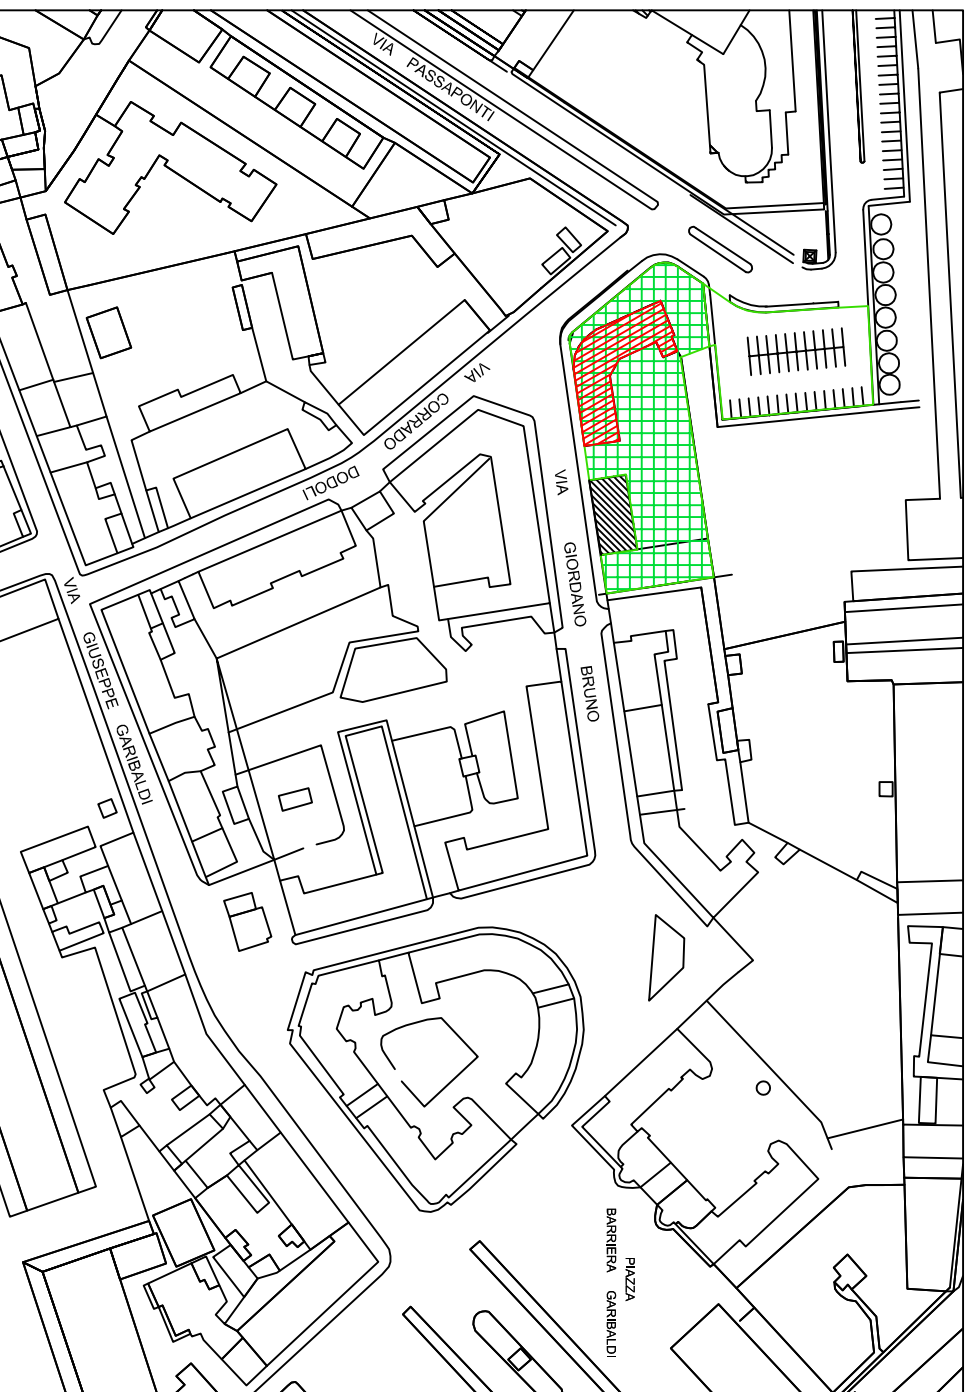 VIA PASSAPONTI
VIA CORRADO DODOLI
VIA GIORDANO BRUNO
VIA GIUSEPPE GARIBALDI
PIAZZA
BARRIERA GARIBALDI